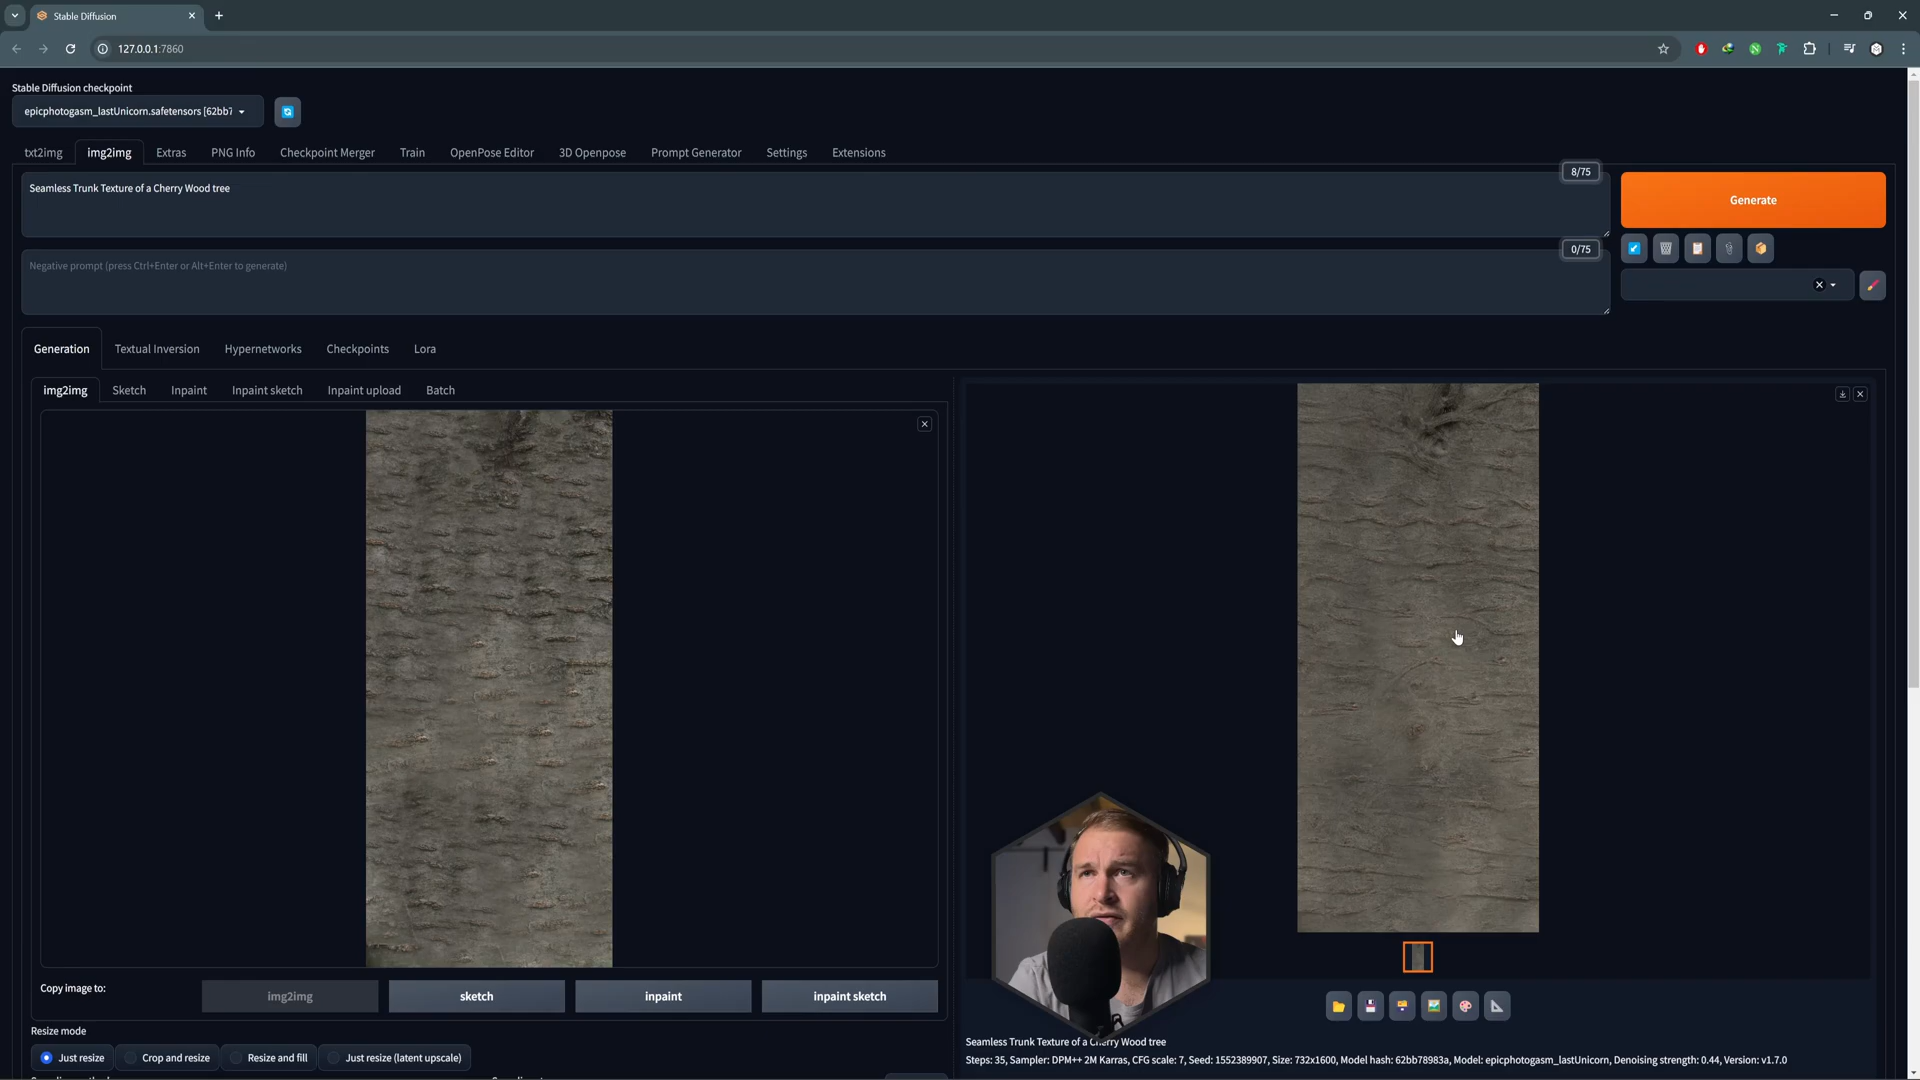 Stable Diffusion
127.0.0.1:7860
Stable Diffusion checkpoint
epicphotogasm_lastUnicorn.safetensors [62bb7
txt2img img2img Extras PNG Info Checkpoint Merger Train OpenPose Editor 3D Openpose Prompt Generator Settings Extensions
8/75
Seamless Trunk Texture of a Cherry Wood tree
Generate
0/75
Negative prompt (press Ctrl+Enter or Alt+Enter to generate)
Generation Textual Inversion Hypernetworks Checkpoints Lora
img2img Sketch Inpaint Inpaint sketch Inpaint upload Batch
Copy image to: img2img sketch inpaint inpaint sketch
Resize mode
Just resize Crop and resize Resize and fill Just resize (latent upscale)
Seamless Trunk Texture of a Cherry Wood tree
Steps: 35, Sampler: DPM++ 2M Karras, CFG scale: 7, Seed: 1552389907, Size: 732x1600, Model hash: 62bb78983a, Model: epicphotogasm_lastUnicorn, Denoising strength: 0.44, Version: v1.7.0